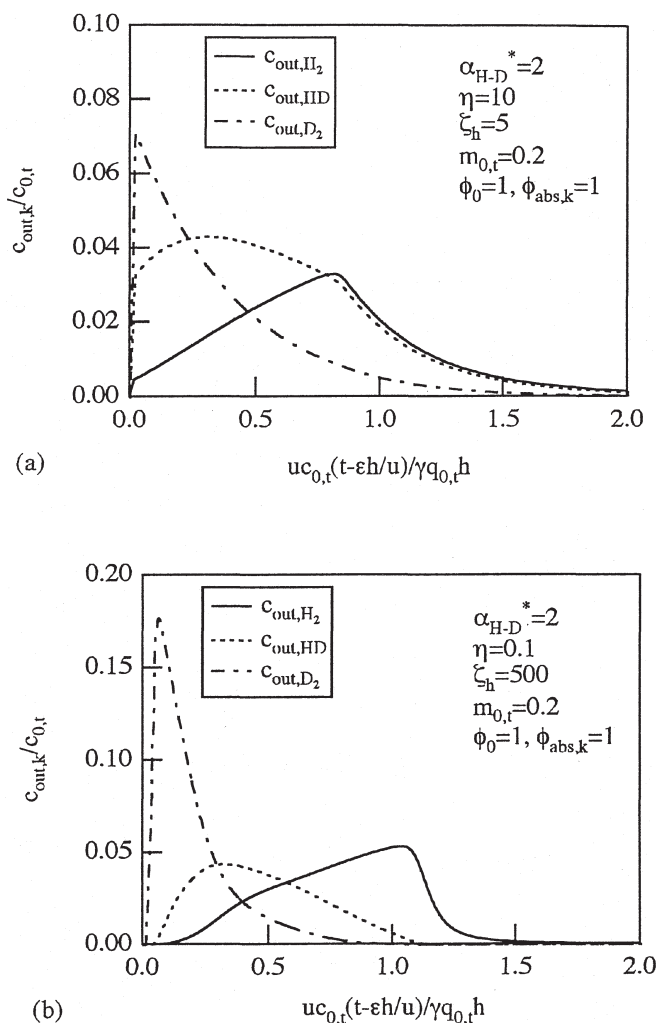 0.10
0.08
0.06
0.04
0.02
0.00
c_out,k/c_0,t
c_out,H₂
c_out,HD
c_out,D₂
α_H-D*=2
η=10
ζ_h=5
m_0,t=0.2
ϕ_0=1, ϕ_abs,k=1
0.0 0.5 1.0 1.5 2.0
(a)
uc_0,t(t-εh/u)/γq_0,t h
0.20
0.15
0.10
0.05
0.00
c_out,k/c_0,t
c_out,H₂
c_out,HD
c_out,D₂
α_H-D*=2
η=0.1
ζ_h=500
m_0,t=0.2
ϕ_0=1, ϕ_abs,k=1
0.0 0.5 1.0 1.5 2.0
(b)
uc_0,t(t-εh/u)/γq_0,t h